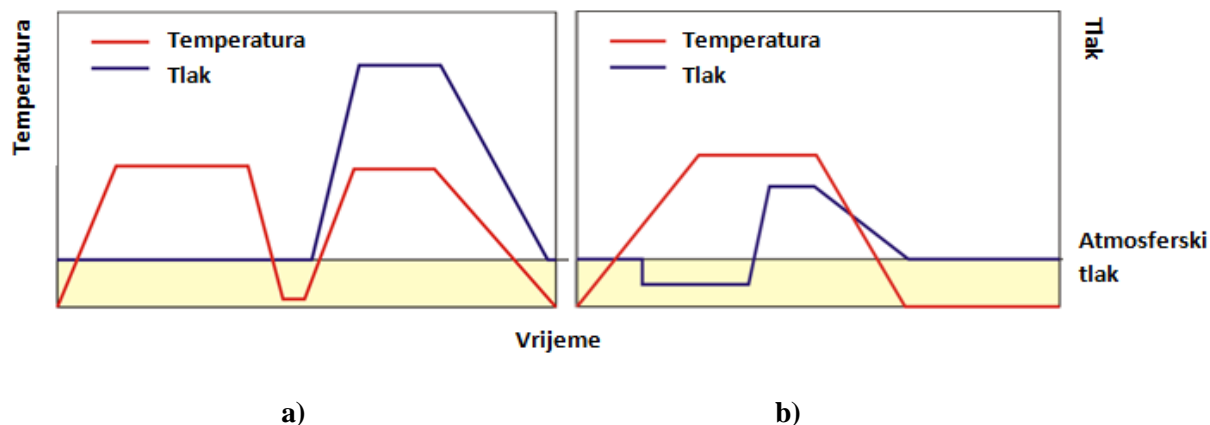 Temperatura
Temperatura
Tlak
Temperatura
Tlak
Tlak
Atmosferski
tlak
Vrijeme
a)
b)